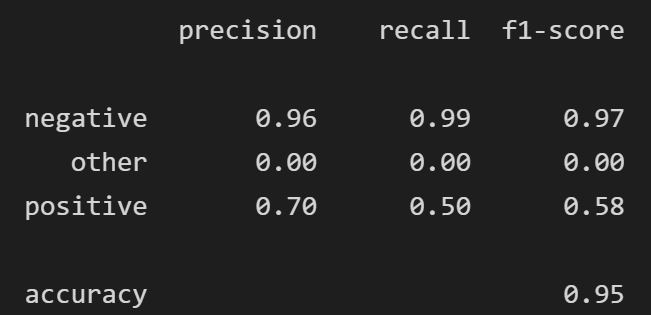 precision recall f1-score
negative 0.96 0.99 0.97
other 0.00 0.00 0.00
positive 0.70 0.50 0.58
accuracy 0.95